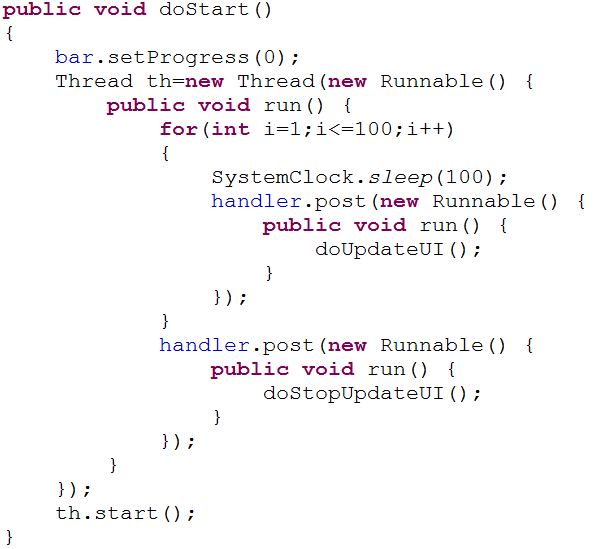 public void doStart()
{
    bar.setProgress(0);
    Thread th=new Thread(new Runnable() {
        public void run() {
            for(int i=1;i<=100;i++)
            {
                SystemClock.sleep(100);
                handler.post(new Runnable() {
                    public void run() {
                        doUpdateUI();
                    }
                });
            }
            handler.post(new Runnable() {
                public void run() {
                    doStopUpdateUI();
                }
            });
        }
    });
    th.start();
}